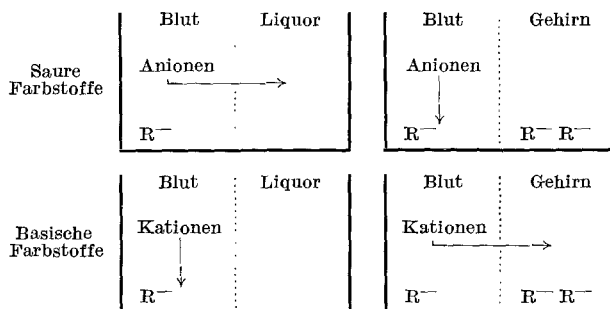 Blut Liquor Blut Gehirn
Saure
Farbstoffe
Anionen Anionen
R— R— R— R—
Blut Liquor Blut Gehirn
Basische
Farbstoffe
Kationen Kationen
R— R— R— R—